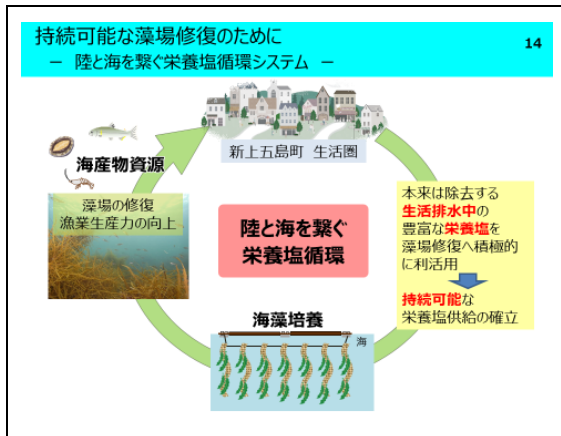 持続可能な藻場修復のために
― 陸と海を繋ぐ栄養塩循環システム ―
14
新上五島町 生活圏
海産物資源
藻場の修復
漁業生産力の向上
陸と海を繋ぐ
栄養塩循環
本来は除去する
生活排水中の
豊富な栄養塩を
藻場修復へ積極的
に利活用
持続可能な
栄養塩供給の確立
海藻培養
海